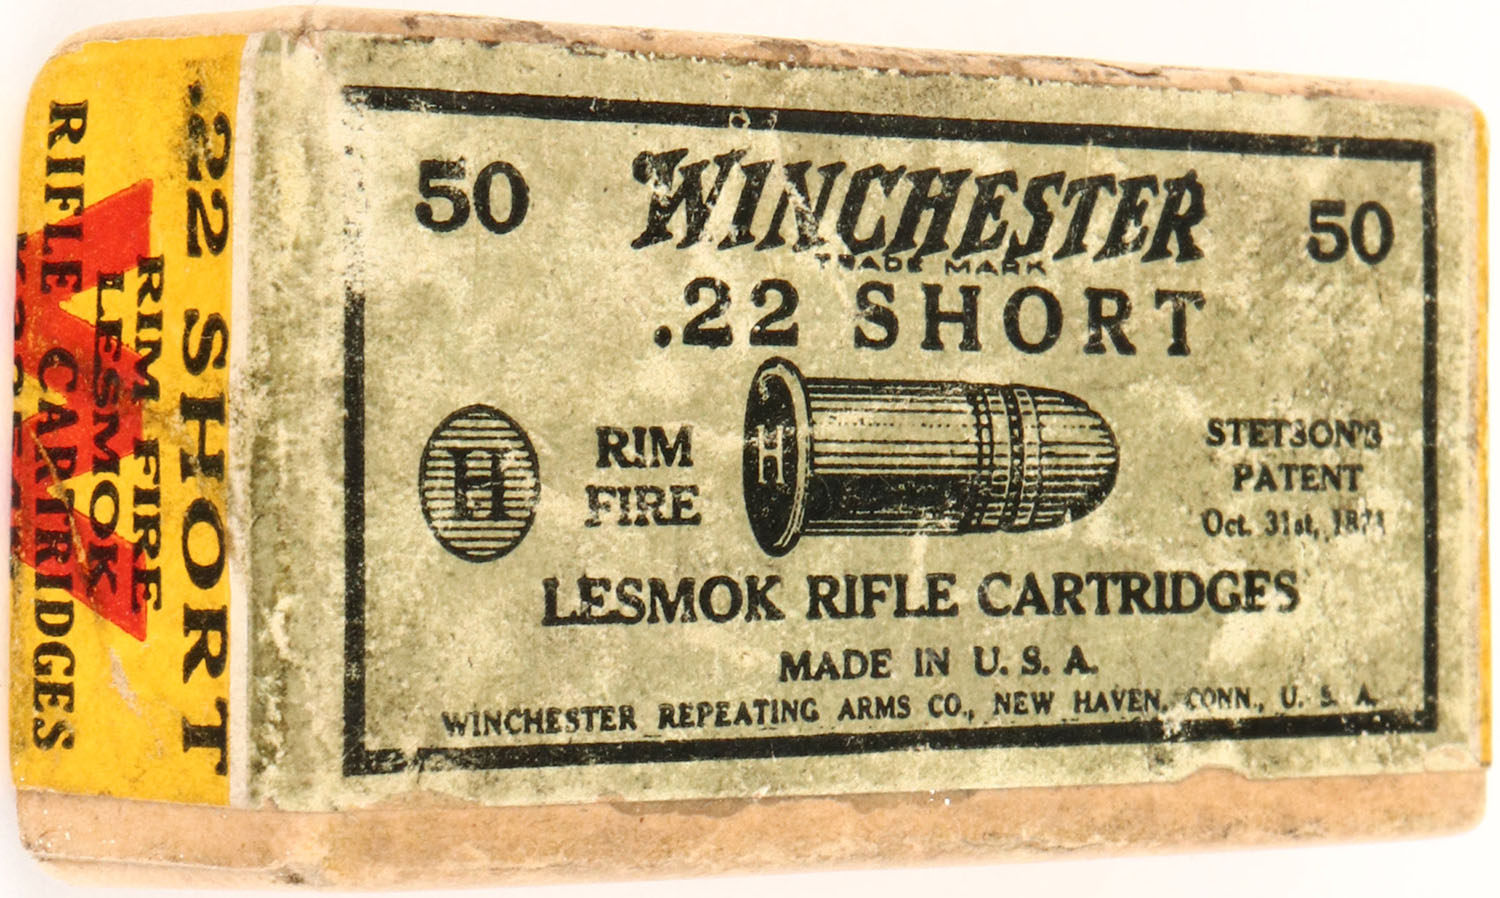 50 WINCHESTER 50
TRADE MARK
.22 SHORT
H
RIM
FIRE
H
STETSON'S
PATENT
Oct. 31st, 1871
LESMOK RIFLE CARTRIDGES
MADE IN U. S. A.
WINCHESTER REPEATING ARMS CO., NEW HAVEN, CONN., U. S. A.
.22 SHORT
RIM FIRE
LESMOK
RIFLE CARTRIDGES